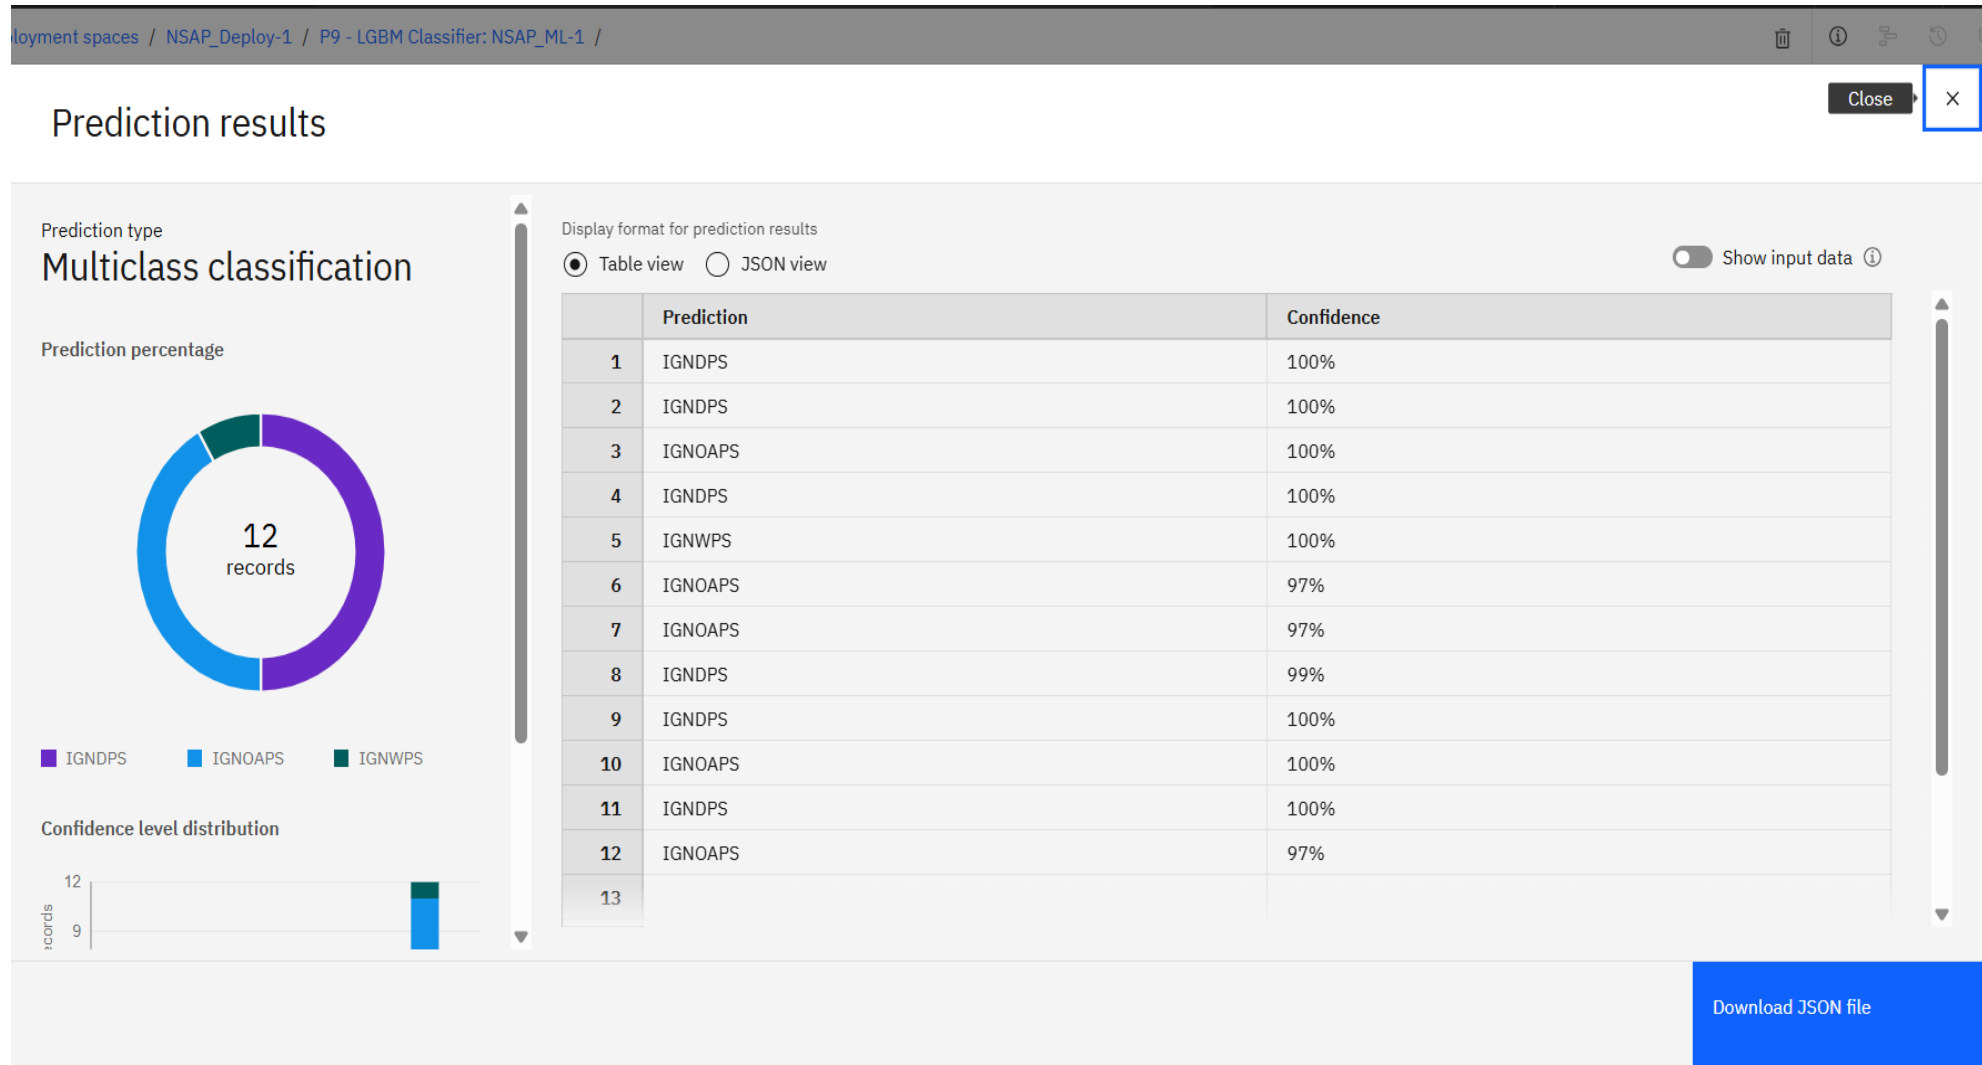 loyment spaces / NSAP_Deploy-1 / P9 - LGBM Classifier: NSAP_ML-1 /
Prediction results
Close
Prediction type
Multiclass classification
Prediction percentage
12
records
IGNDPS IGNOAPS IGNWPS
Confidence level distribution
12
9
ecords
Display format for prediction results
Table view JSON view
Show input data
Prediction Confidence
1 IGNDPS 100%
2 IGNDPS 100%
3 IGNOAPS 100%
4 IGNDPS 100%
5 IGNWPS 100%
6 IGNOAPS 97%
7 IGNOAPS 97%
8 IGNDPS 99%
9 IGNDPS 100%
10 IGNOAPS 100%
11 IGNDPS 100%
12 IGNOAPS 97%
13
Download JSON file